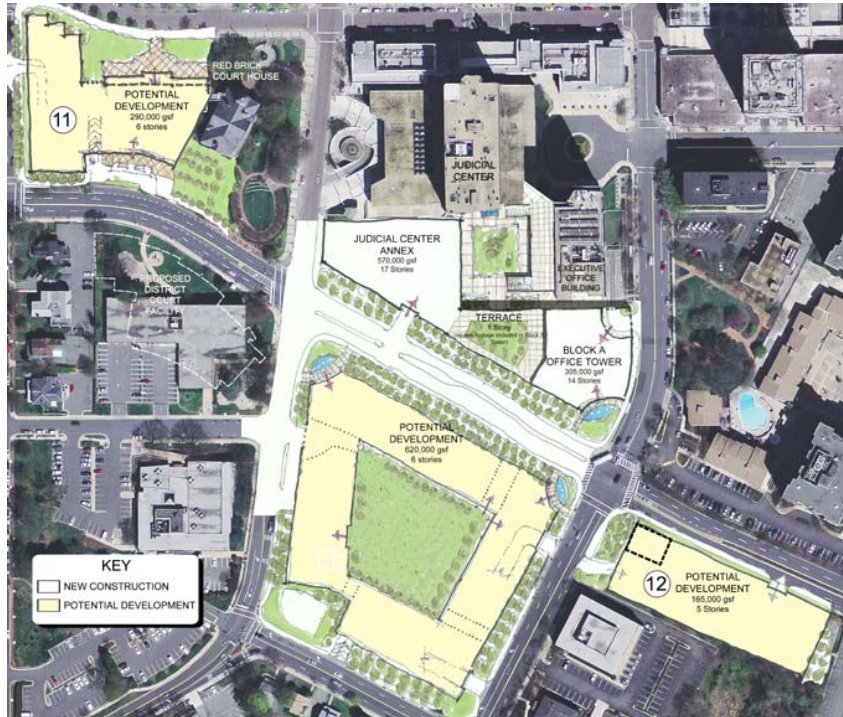 RED BRICK
COURT HOUSE
11
POTENTIAL
DEVELOPMENT
290,000 gsf
6 stories
JUDICIAL
CENTER
JUDICIAL CENTER
ANNEX
570,000 gsf
17 Stories
EXECUTIVE
OFFICE
BUILDING
PROPOSED
DISTRICT
COURT
FACILITY
TERRACE
1 Story
BLOCK A
OFFICE TOWER
305,000 gsf
14 Stories
POTENTIAL
DEVELOPMENT
620,000 gsf
6 stories
KEY
NEW CONSTRUCTION
POTENTIAL DEVELOPMENT
12
POTENTIAL
DEVELOPMENT
165,000 gsf
5 Stories